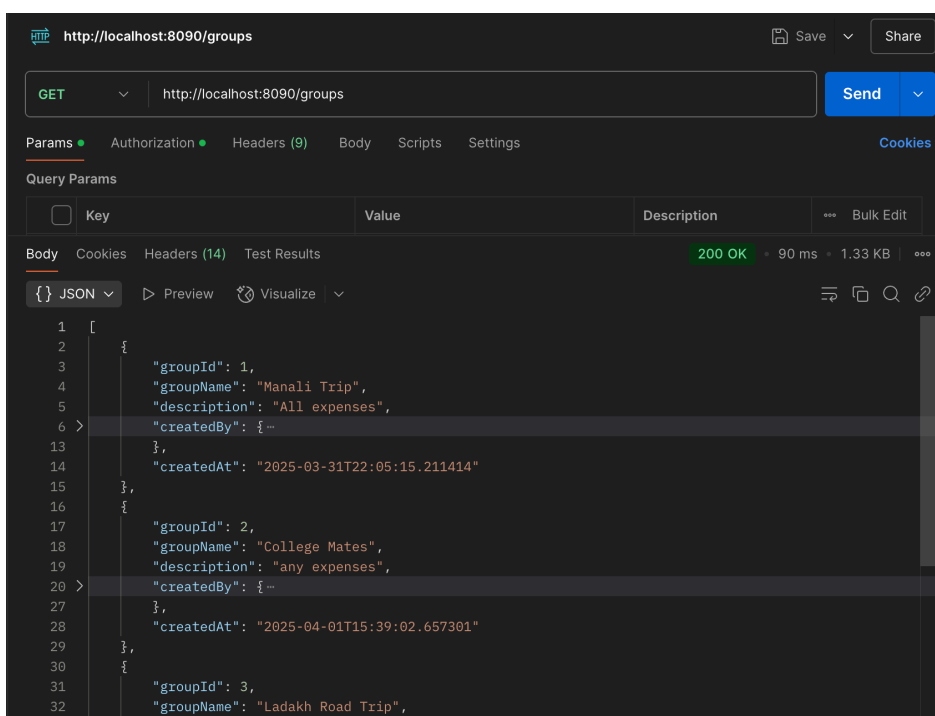 HTTP http://localhost:8090/groups Save Share
GET http://localhost:8090/groups Send
Params Authorization Headers (9) Body Scripts Settings Cookies
Query Params
Key Value Description Bulk Edit
Body Cookies Headers (14) Test Results 200 OK 90 ms 1.33 KB
{} JSON Preview Visualize
1 [
2 {
3 "groupId": 1,
4 "groupName": "Manali Trip",
5 "description": "All expenses",
6 "createdBy": {⋯
13 },
14 "createdAt": "2025-03-31T22:05:15.211414"
15 },
16 {
17 "groupId": 2,
18 "groupName": "College Mates",
19 "description": "any expenses",
20 "createdBy": {⋯
27 },
28 "createdAt": "2025-04-01T15:39:02.657301"
29 },
30 {
31 "groupId": 3,
32 "groupName": "Ladakh Road Trip",